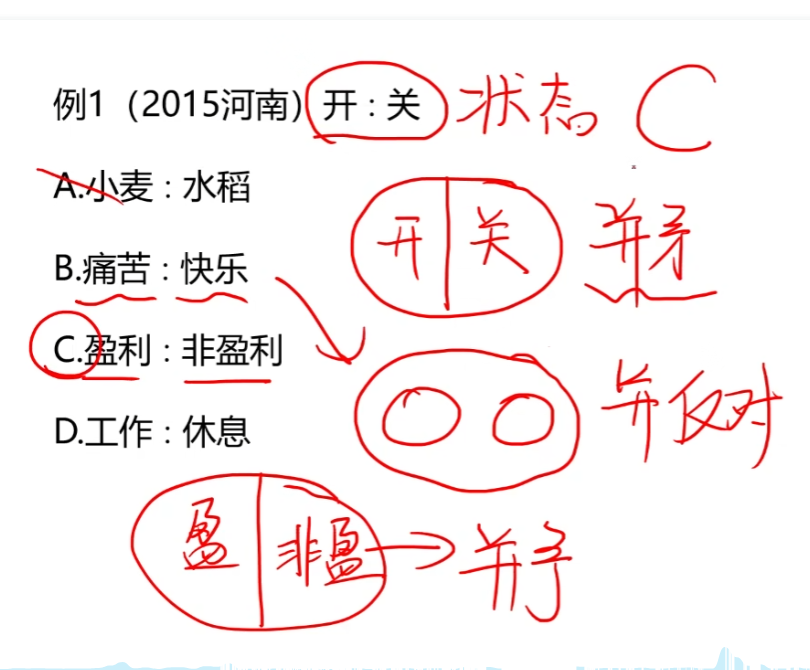 例1（2015河南）开 : 关 状态 C
A.小麦 : 水稻
开 关 并矛
B.痛苦 : 快乐
C.盈利 : 非盈利
并反对
D.工作 : 休息
盈 非盈 → 并矛